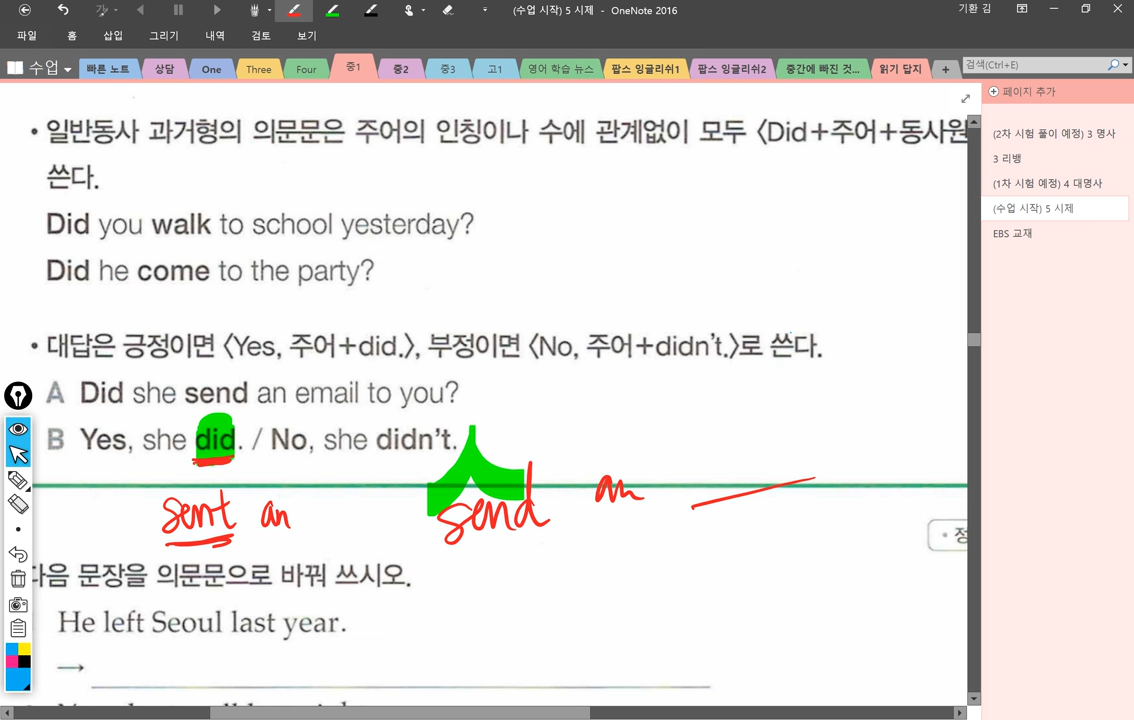 (수업 시작) 5 시제 - OneNote 2016
기환 김
파일 홈 삽입 그리기 내역 검토 보기
수업 빠른 노트 상담 One Three Four 중1 중2 중3 고1 영어 학습 뉴스 팝스 잉글리쉬1 팝스 잉글리쉬2 중간에 빠진 것... 읽기 답지 + 검색(Ctrl+E)
페이지 추가
(2차 시험 풀이 예정) 3 명사
3 리뱅
(1차 시험 예정) 4 대명사
(수업 시작) 5 시제
EBS 교재
• 일반동사 과거형의 의문문은 주어의 인칭이나 수에 관계없이 모두 〈Did+주어+동사원
쓴다.
Did you walk to school yesterday?
Did he come to the party?
• 대답은 긍정이면 〈Yes, 주어+did.〉, 부정이면 〈No, 주어+didn't.〉로 쓴다.
A Did she send an email to you?
B Yes, she did. / No, she didn't.
sent an send an
• 정
다음 문장을 의문문으로 바꿔 쓰시오.
He left Seoul last year.
→